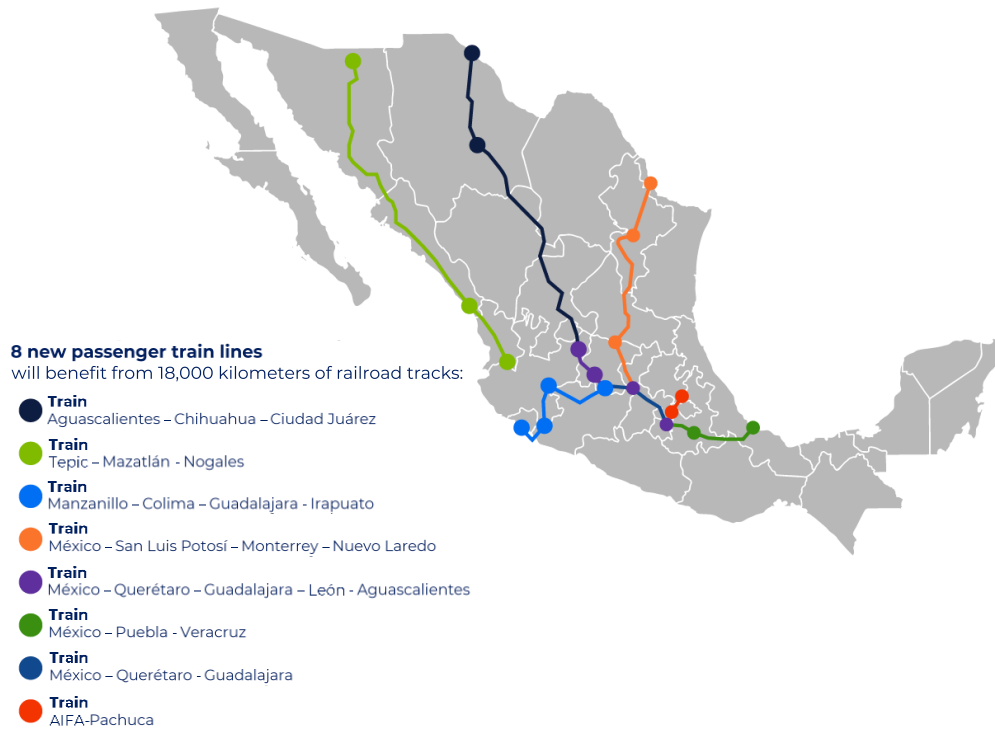 8 new passenger train lines
will benefit from 18,000 kilometers of railroad tracks:
Train
Aguascalientes – Chihuahua – Ciudad Juárez
Train
Tepic – Mazatlán - Nogales
Train
Manzanillo – Colima – Guadalajara - Irapuato
Train
México – San Luis Potosí – Monterrey – Nuevo Laredo
Train
México – Querétaro – Guadalajara – León - Aguascalientes
Train
México – Puebla - Veracruz
Train
México – Querétaro - Guadalajara
Train
AIFA-Pachuca